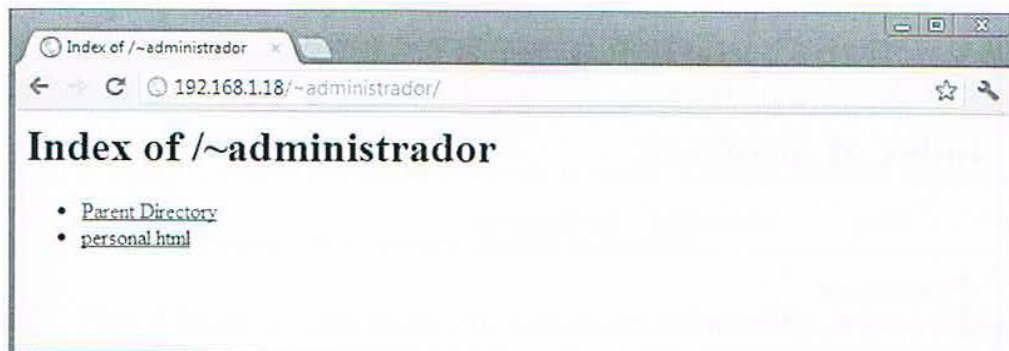 Index of /~administrador
192.168.1.18/~administrador/
Index of /~administrador
Parent Directory
personal.html